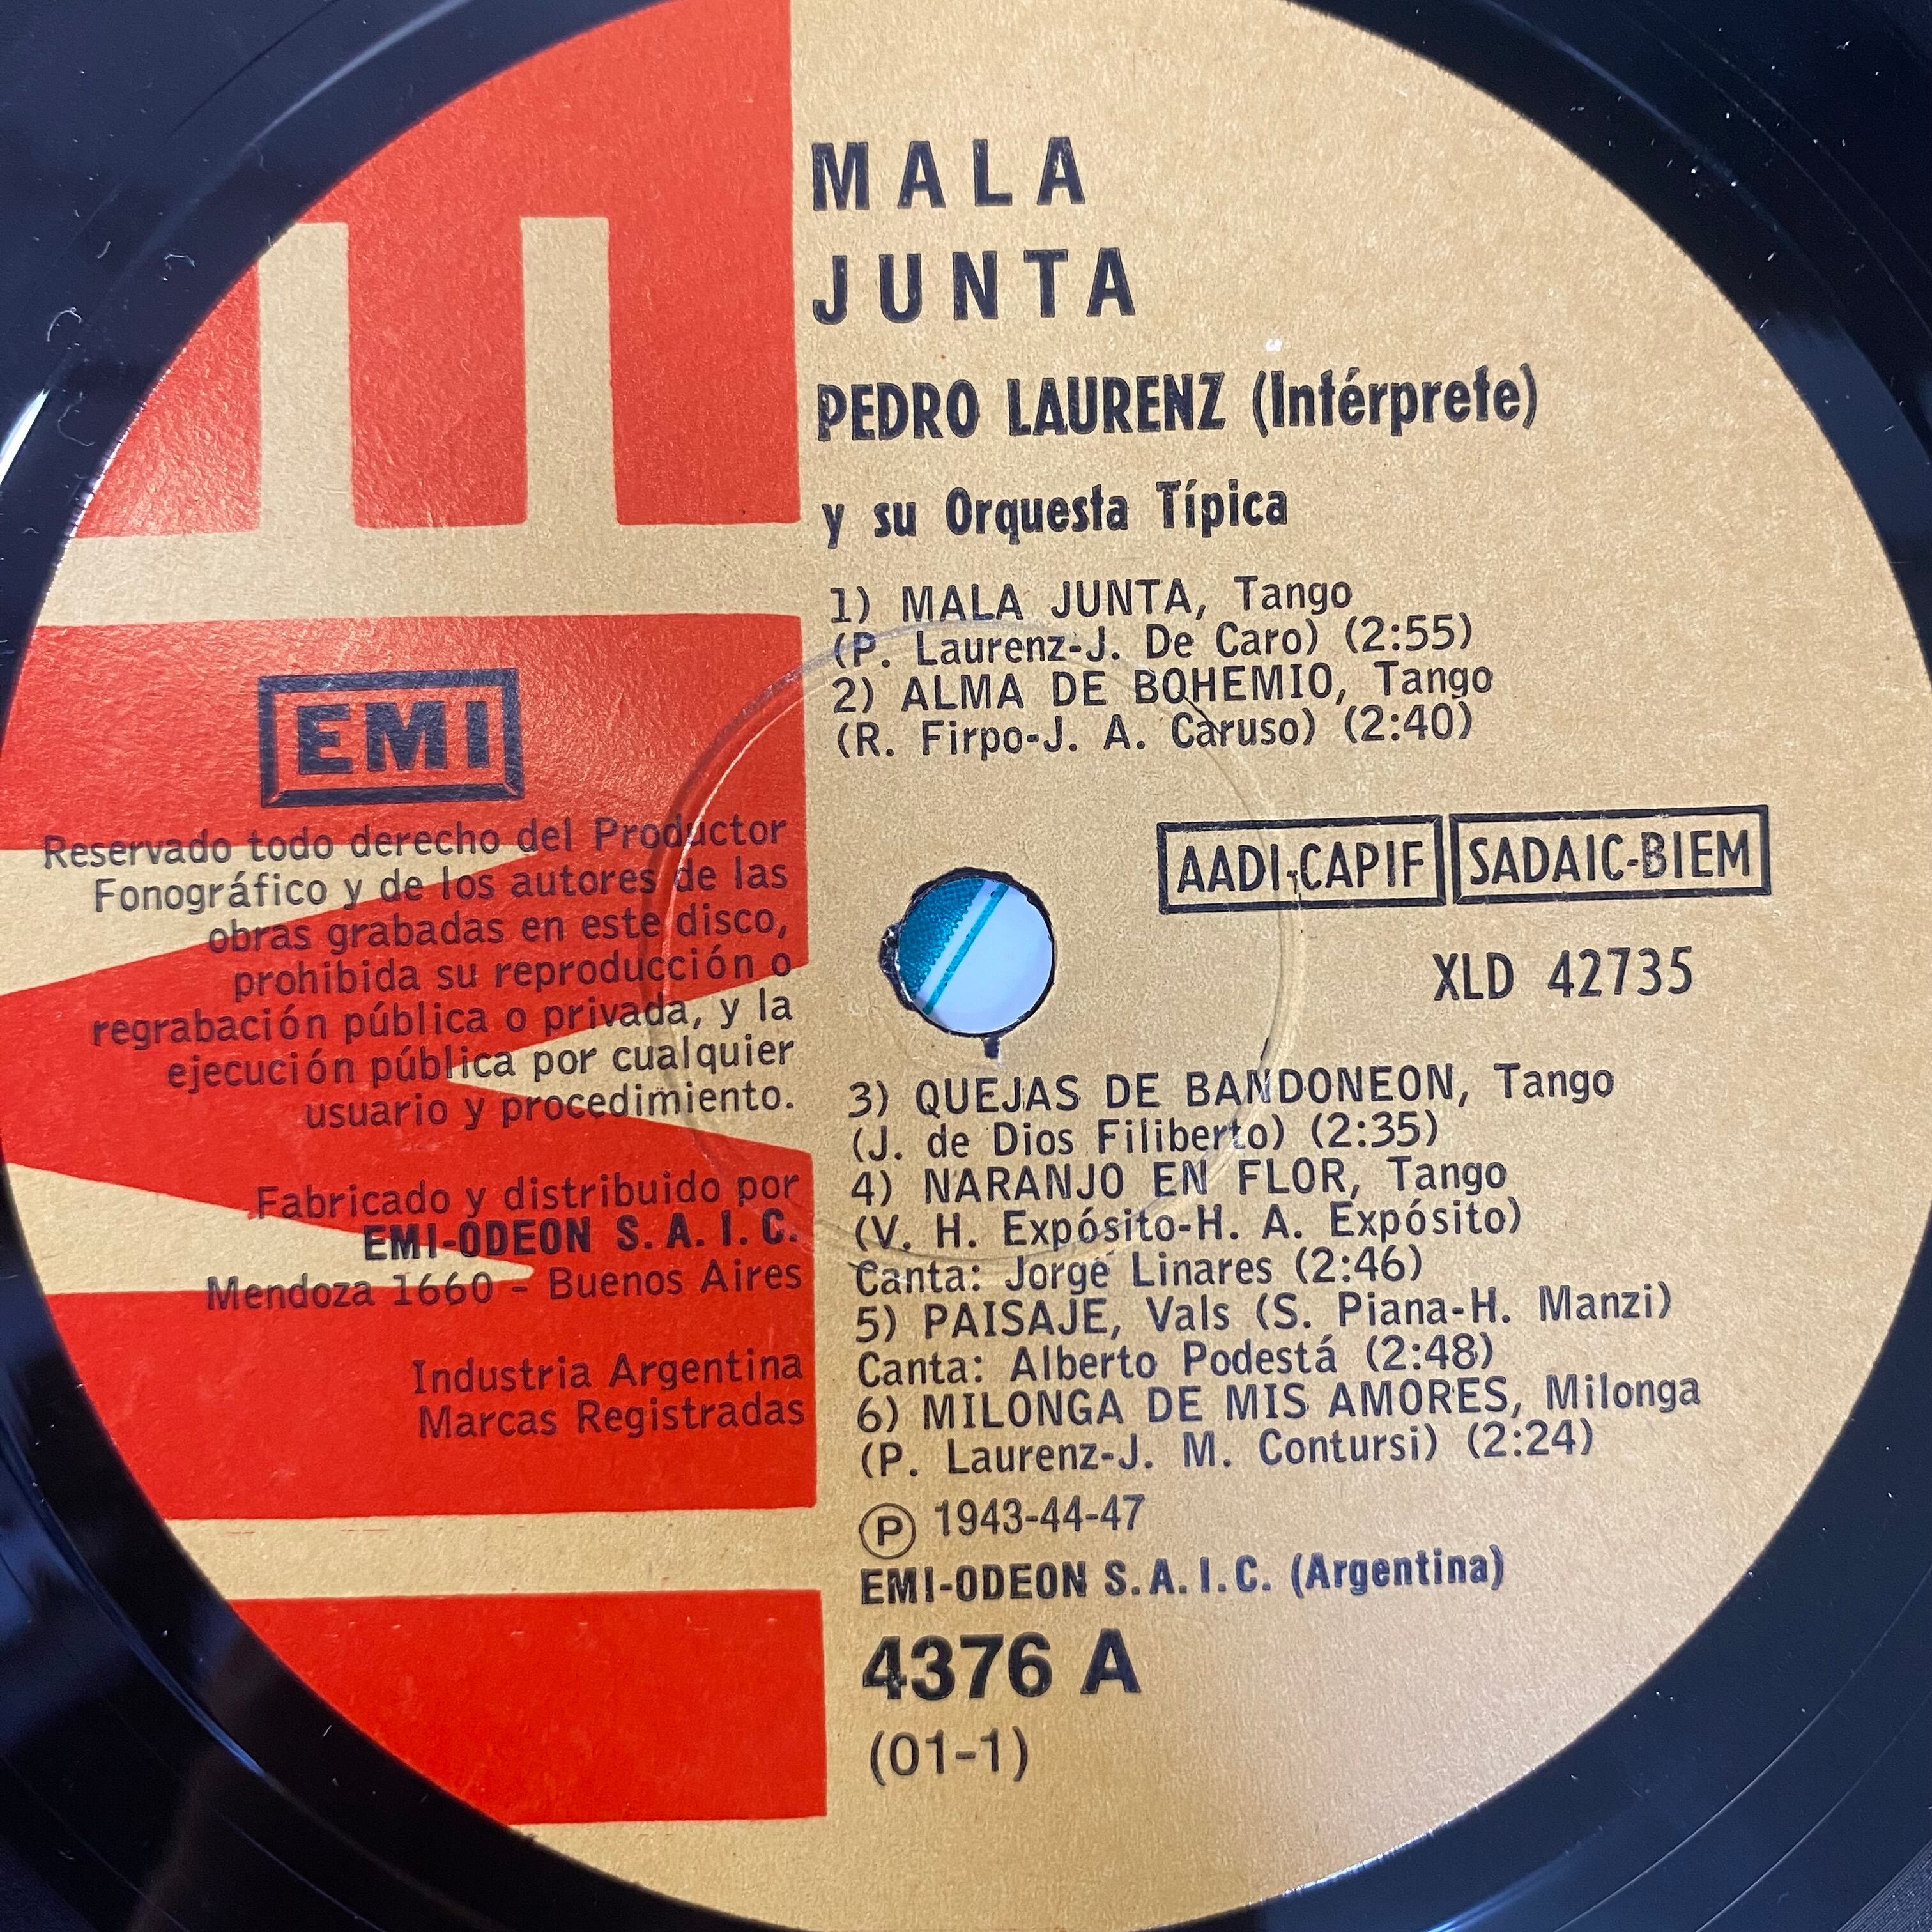 MALA
JUNTA
PEDRO LAURENZ (Intérprete)
y su Orquesta Típica
1) MALA JUNTA, Tango
(P. Laurenz-J. De Caro) (2:55)
2) ALMA DE BOHEMIO, Tango
(R. Firpo-J. A. Caruso) (2:40)
EMI
Reservado todo derecho del Productor
Fonográfico y de los autores de las
obras grabadas en este disco,
prohibida su reproducción o
regrabación pública o privada, y la
ejecución pública por cualquier
usuario y procedimiento.
Fabricado y distribuido por
EMI-ODEON S.A.I.C.
Mendoza 1660 - Buenos Aires
Industria Argentina
Marcas Registradas
AADI-CAPIF SADAIC-BIEM
XLD 42735
3) QUEJAS DE BANDONEON, Tango
(J. de Dios Filiberto) (2:35)
4) NARANJO EN FLOR, Tango
(V. H. Expósito-H. A. Expósito)
Canta: Jorge Linares (2:46)
5) PAISAJE, Vals (S. Piana-H. Manzi)
Canta: Alberto Podestá (2:48)
6) MILONGA DE MIS AMORES, Milonga
(P. Laurenz-J. M. Contursi) (2:24)
Ⓟ 1943-44-47
EMI-ODEON S.A.I.C. (Argentina)
4376 A
(01-1)